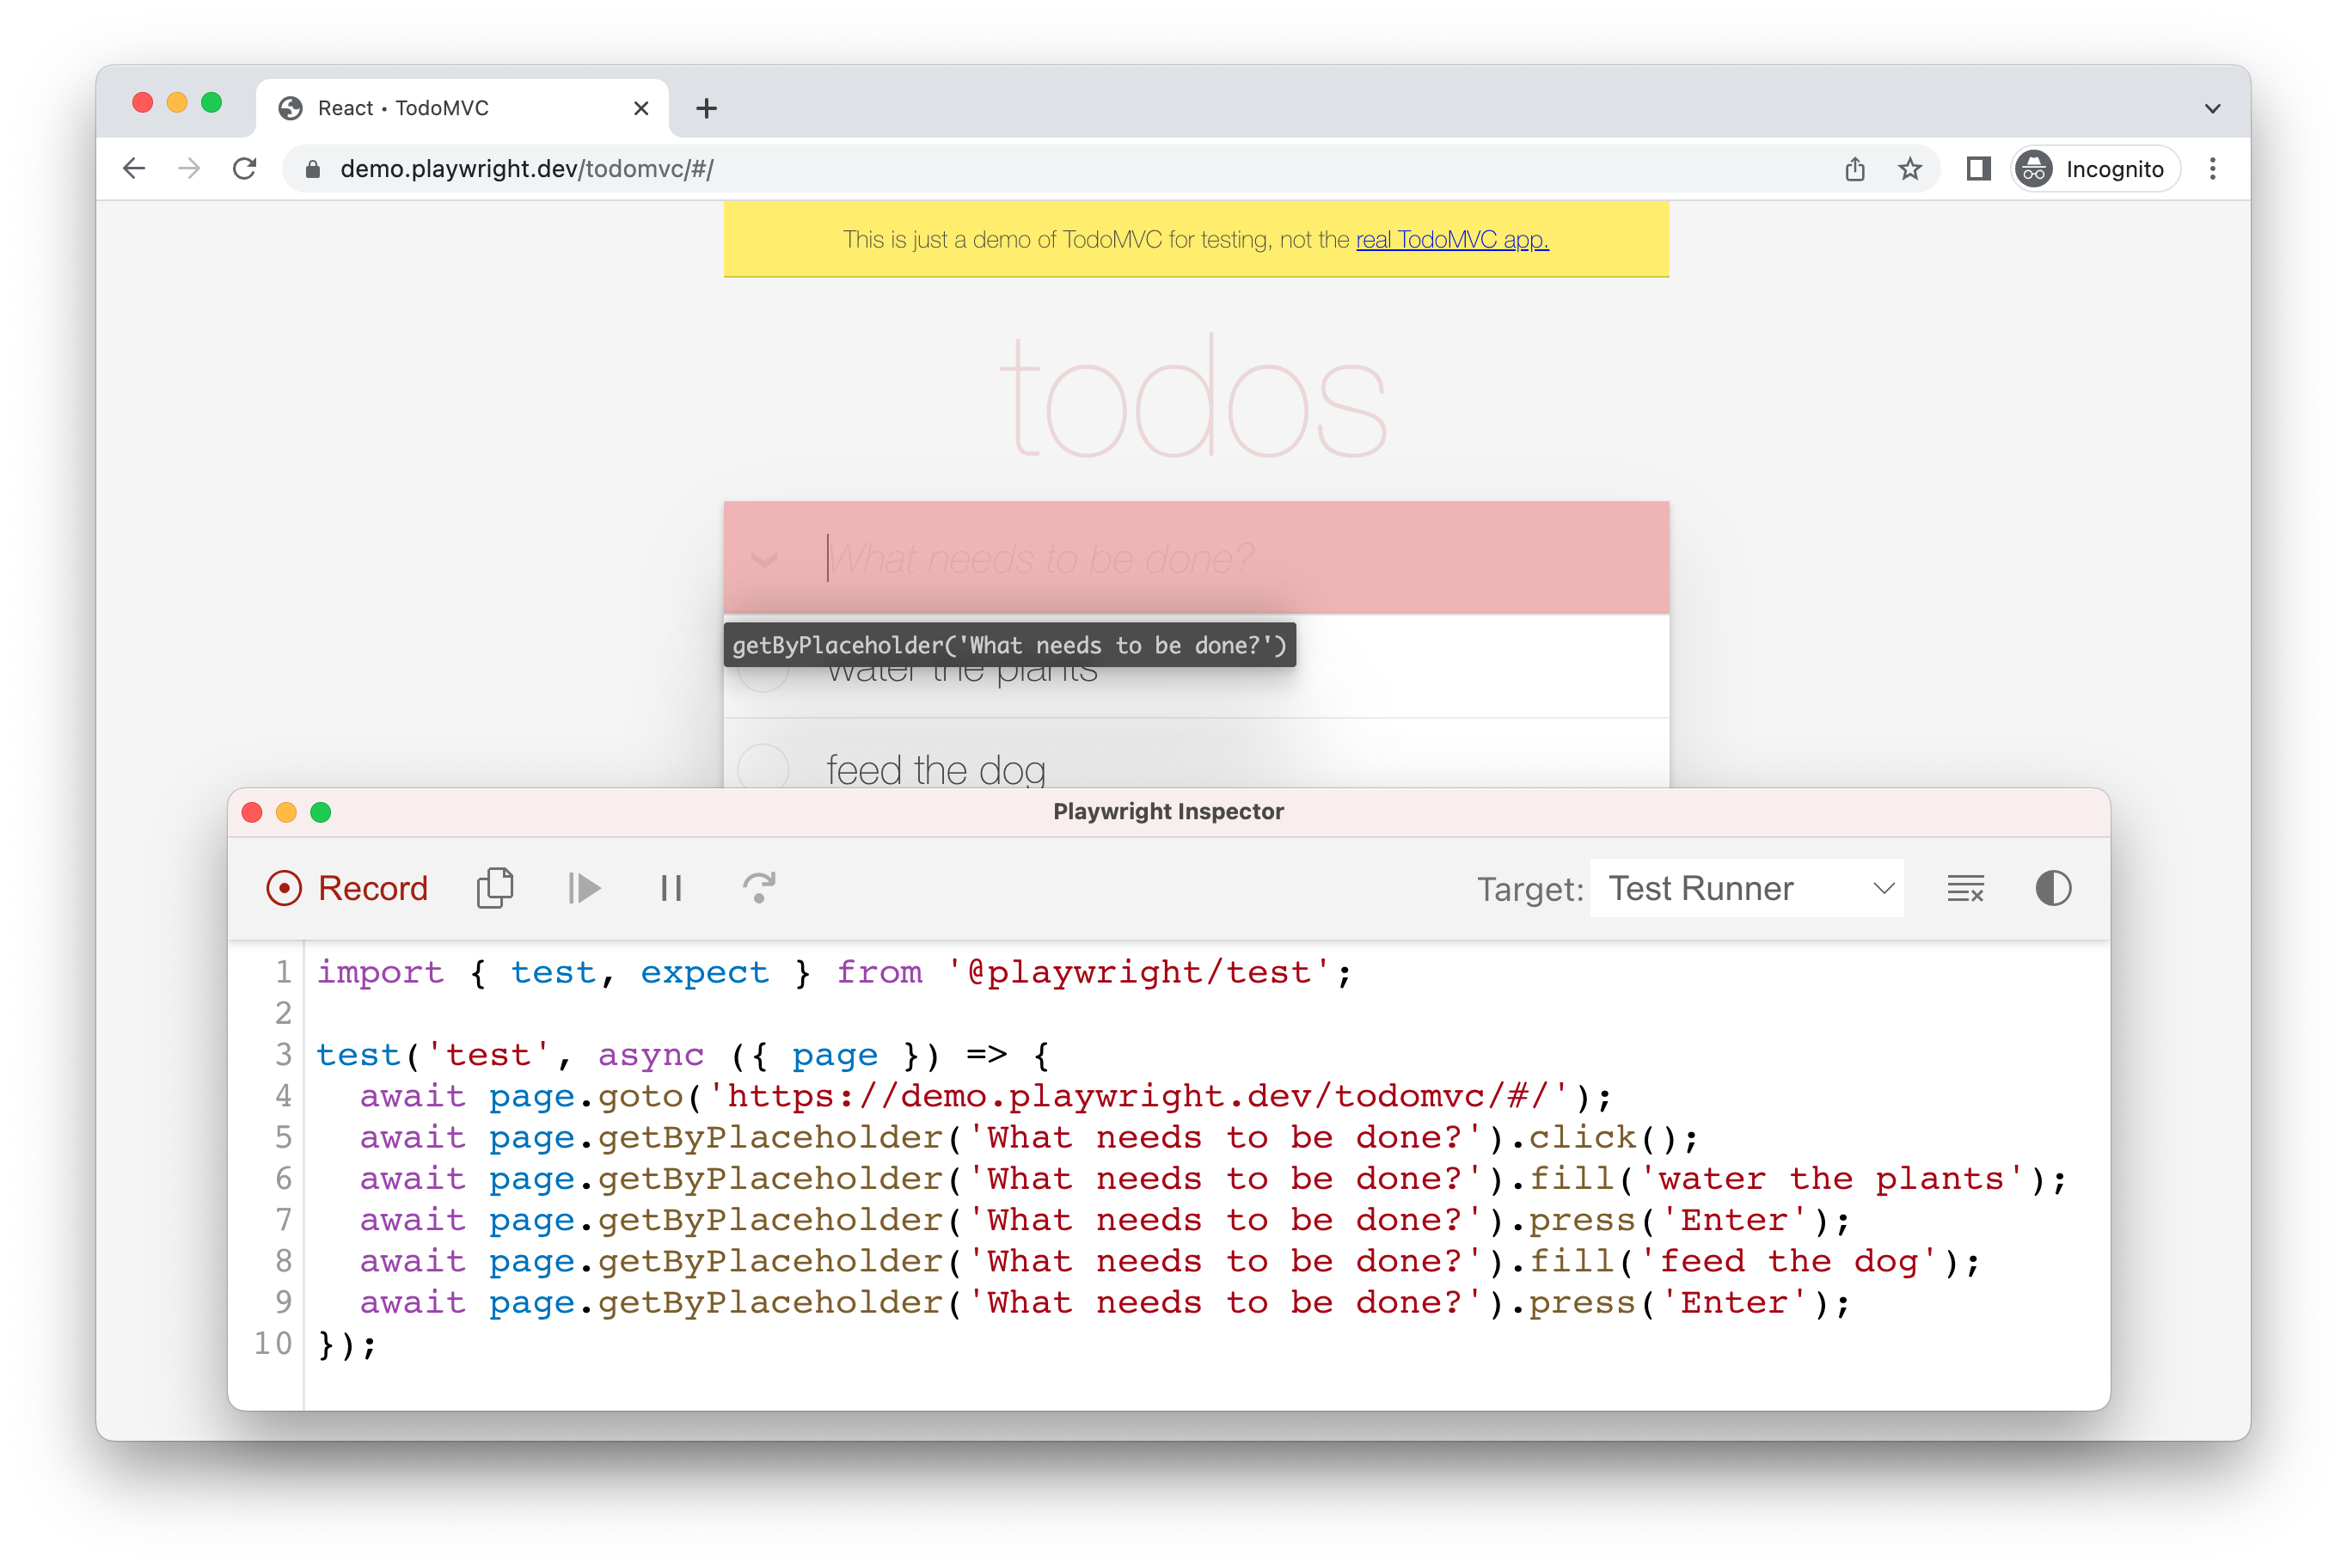 React • TodoMVC
demo.playwright.dev/todomvc/#/
Incognito
This is just a demo of TodoMVC for testing, not the real TodoMVC app.
todos
What needs to be done?
getByPlaceholder('What needs to be done?')
water the plants
feed the dog
Playwright Inspector
Record
Target: Test Runner
1 import { test, expect } from '@playwright/test';
2
3 test('test', async ({ page }) => {
4   await page.goto('https://demo.playwright.dev/todomvc/#/');
5   await page.getByPlaceholder('What needs to be done?').click();
6   await page.getByPlaceholder('What needs to be done?').fill('water the plants');
7   await page.getByPlaceholder('What needs to be done?').press('Enter');
8   await page.getByPlaceholder('What needs to be done?').fill('feed the dog');
9   await page.getByPlaceholder('What needs to be done?').press('Enter');
10 });